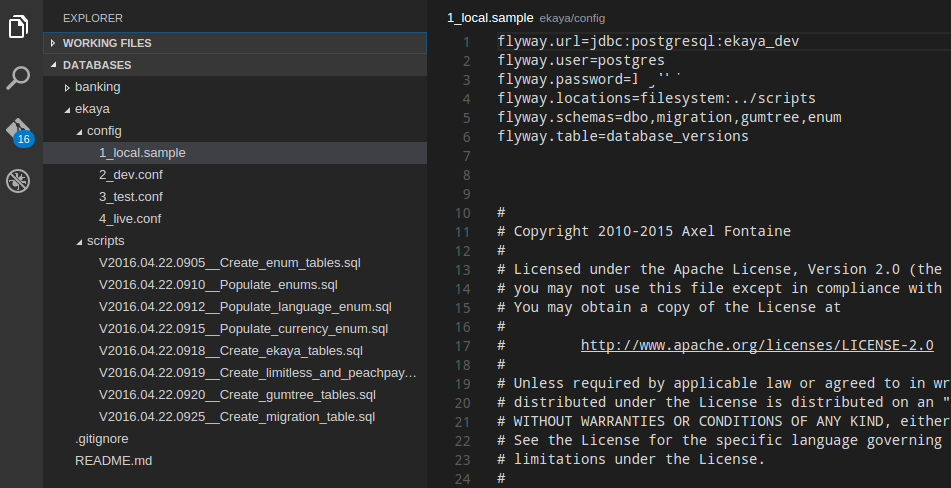 EXPLORER
WORKING FILES
DATABASES
banking
ekaya
config
1_local.sample
2_dev.conf
3_test.conf
4_live.conf
scripts
V2016.04.22.0905__Create_enum_tables.sql
V2016.04.22.0910__Populate_enums.sql
V2016.04.22.0912__Populate_language_enum.sql
V2016.04.22.0915__Populate_currency_enum.sql
V2016.04.22.0918__Create_ekaya_tables.sql
V2016.04.22.0919__Create_limitless_and_peachpay...
V2016.04.22.0920__Create_gumtree_tables.sql
V2016.04.22.0925__Create_migration_table.sql
.gitignore
README.md
16
1_local.sample ekaya/config
1 flyway.url=jdbc:postgresql:ekaya_dev
2 flyway.user=postgres
3 flyway.password=
4 flyway.locations=filesystem:../scripts
5 flyway.schemas=dbo,migration,gumtree,enum
6 flyway.table=database_versions
7
8
9
10 #
11 # Copyright 2010-2015 Axel Fontaine
12 #
13 # Licensed under the Apache License, Version 2.0 (the
14 # you may not use this file except in compliance with
15 # You may obtain a copy of the License at
16 #
17 # http://www.apache.org/licenses/LICENSE-2.0
18 #
19 # Unless required by applicable law or agreed to in wr
20 # distributed under the License is distributed on an "
21 # WITHOUT WARRANTIES OR CONDITIONS OF ANY KIND, either
22 # See the License for the specific language governing
23 # limitations under the License.
24 #